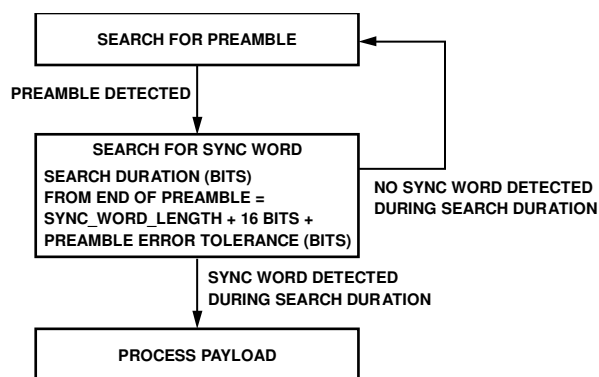 SEARCH FOR PREAMBLE
PREAMBLE DETECTED
SEARCH FOR SYNC WORD
SEARCH DURATION (BITS)
FROM END OF PREAMBLE =
SYNC_WORD_LENGTH + 16 BITS +
PREAMBLE ERROR TOLERANCE (BITS)
NO SYNC WORD DETECTED
DURING SEARCH DURATION
SYNC WORD DETECTED
DURING SEARCH DURATION
PROCESS PAYLOAD